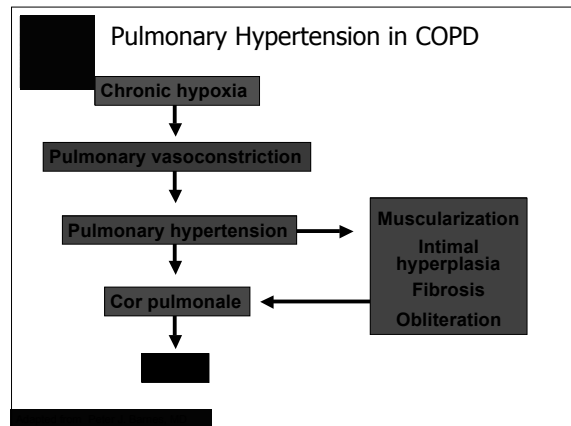 Pulmonary Hypertension in COPD
Chronic hypoxia
Pulmonary vasoconstriction
Pulmonary hypertension
Muscularization
Intimal
hyperplasia
Fibrosis
Obliteration
Cor pulmonale